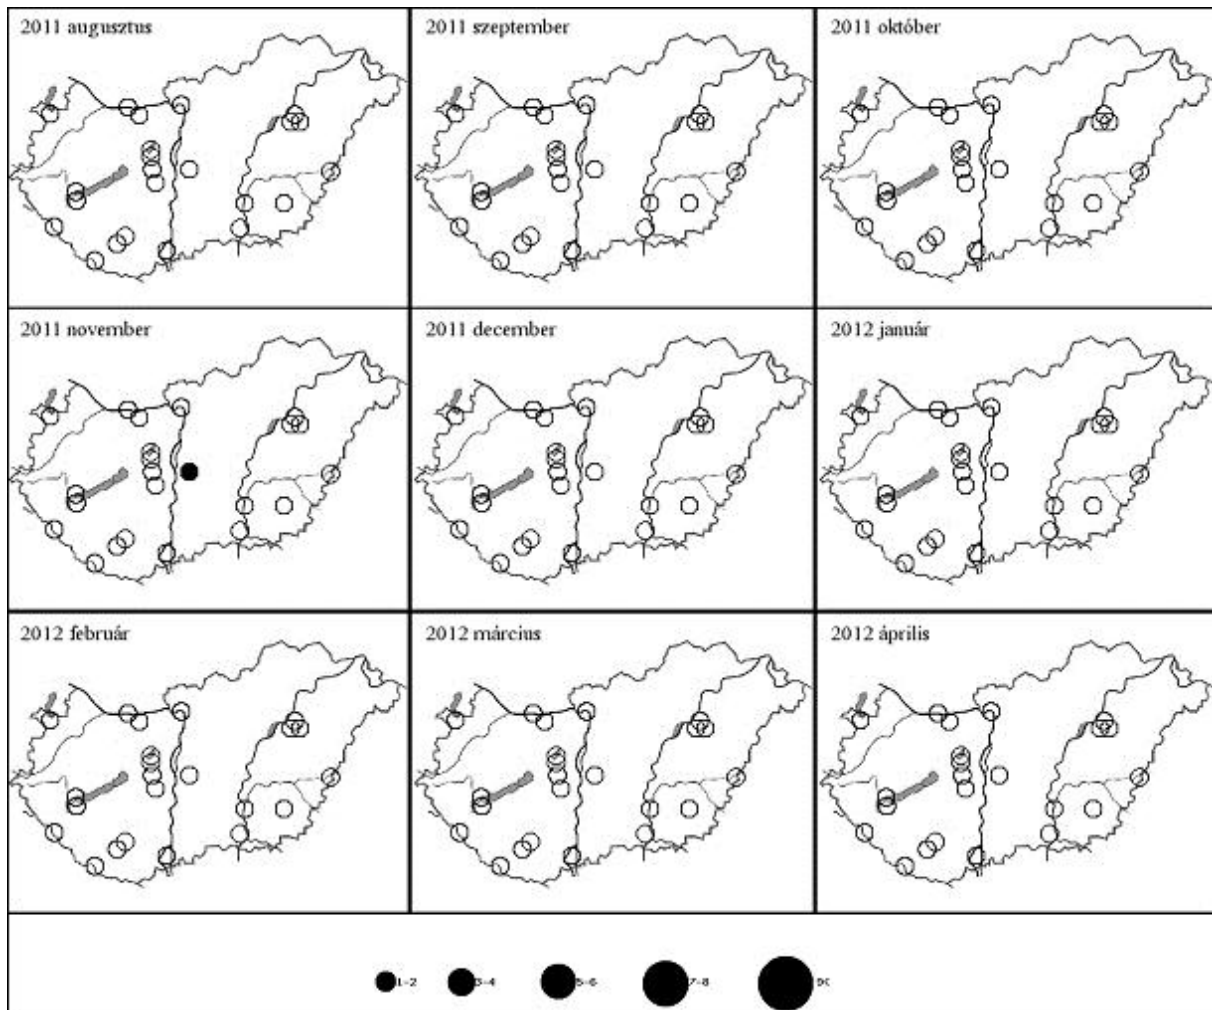 2011 augusztus
2011 szeptember
2011 október
2011 november
2011 december
2012 január
2012 február
2012 március
2012 április
1-2
3-4
5-6
7-8